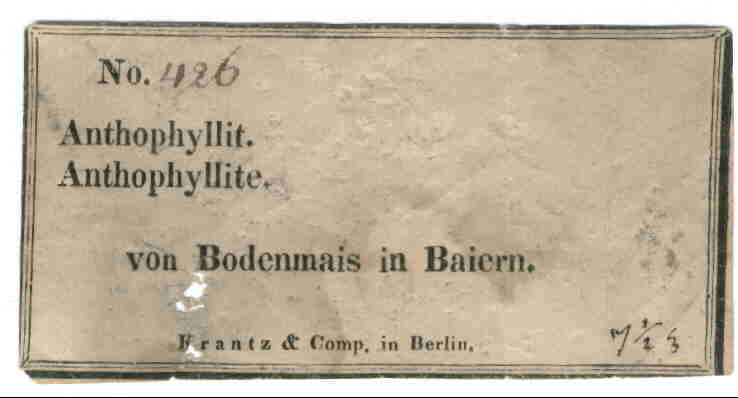 No. 426
Anthophyllit.
Anthophyllite.
von Bodenmais in Baiern.
Krantz & Comp. in Berlin.